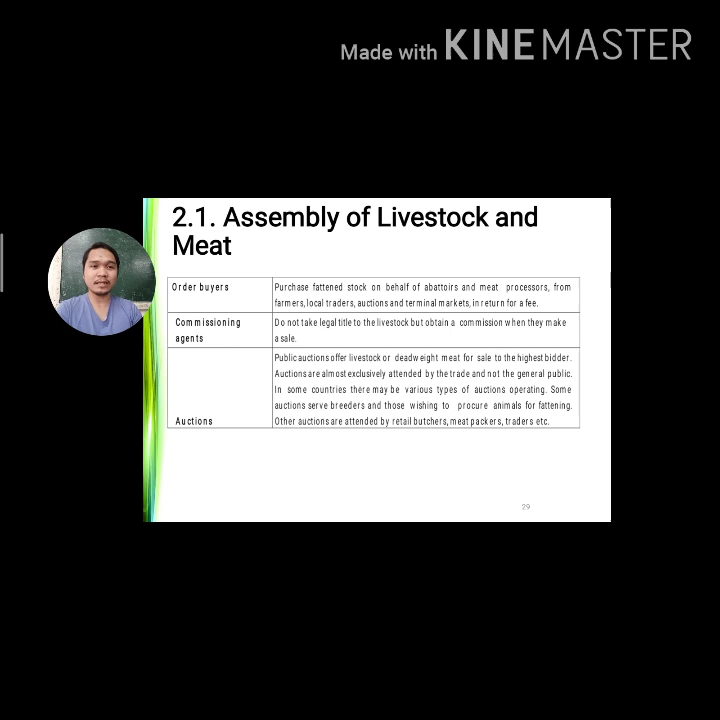 Made with KINEMASTER
2.1. Assembly of Livestock and
Meat
Order buyers
Purchase fattened stock on behalf of abattoirs and meat processors, from
farmers, local traders, auctions and terminal markets, in return for a fee.
Commissioning
agents
Do not take legal title to the livestock but obtain a commission when they make
a sale.
Auctions
Public auctions offer livestock or deadweight meat for sale to the highest bidder.
Auctions are almost exclusively attended by the trade and not the general public.
In some countries there may be various types of auctions operating. Some
auctions serve breeders and those wishing to procure animals for fattening.
Other auctions are attended by retail butchers, meat packers, traders etc.
29